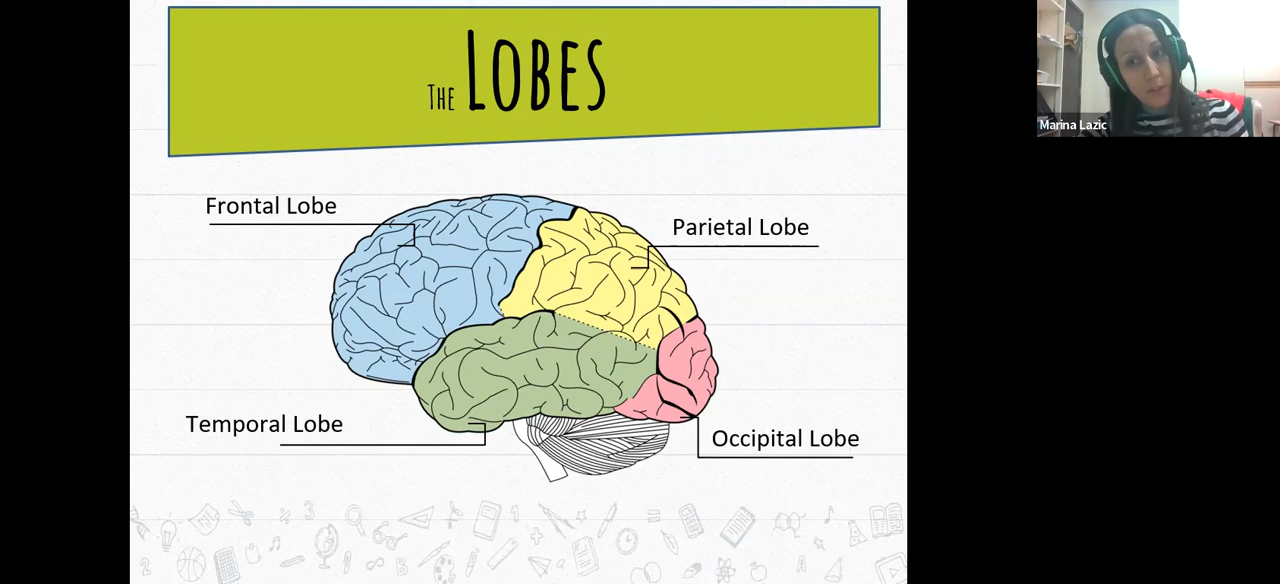 The Lobes
Frontal Lobe
Parietal Lobe
Temporal Lobe
Occipital Lobe
Marina Lazic